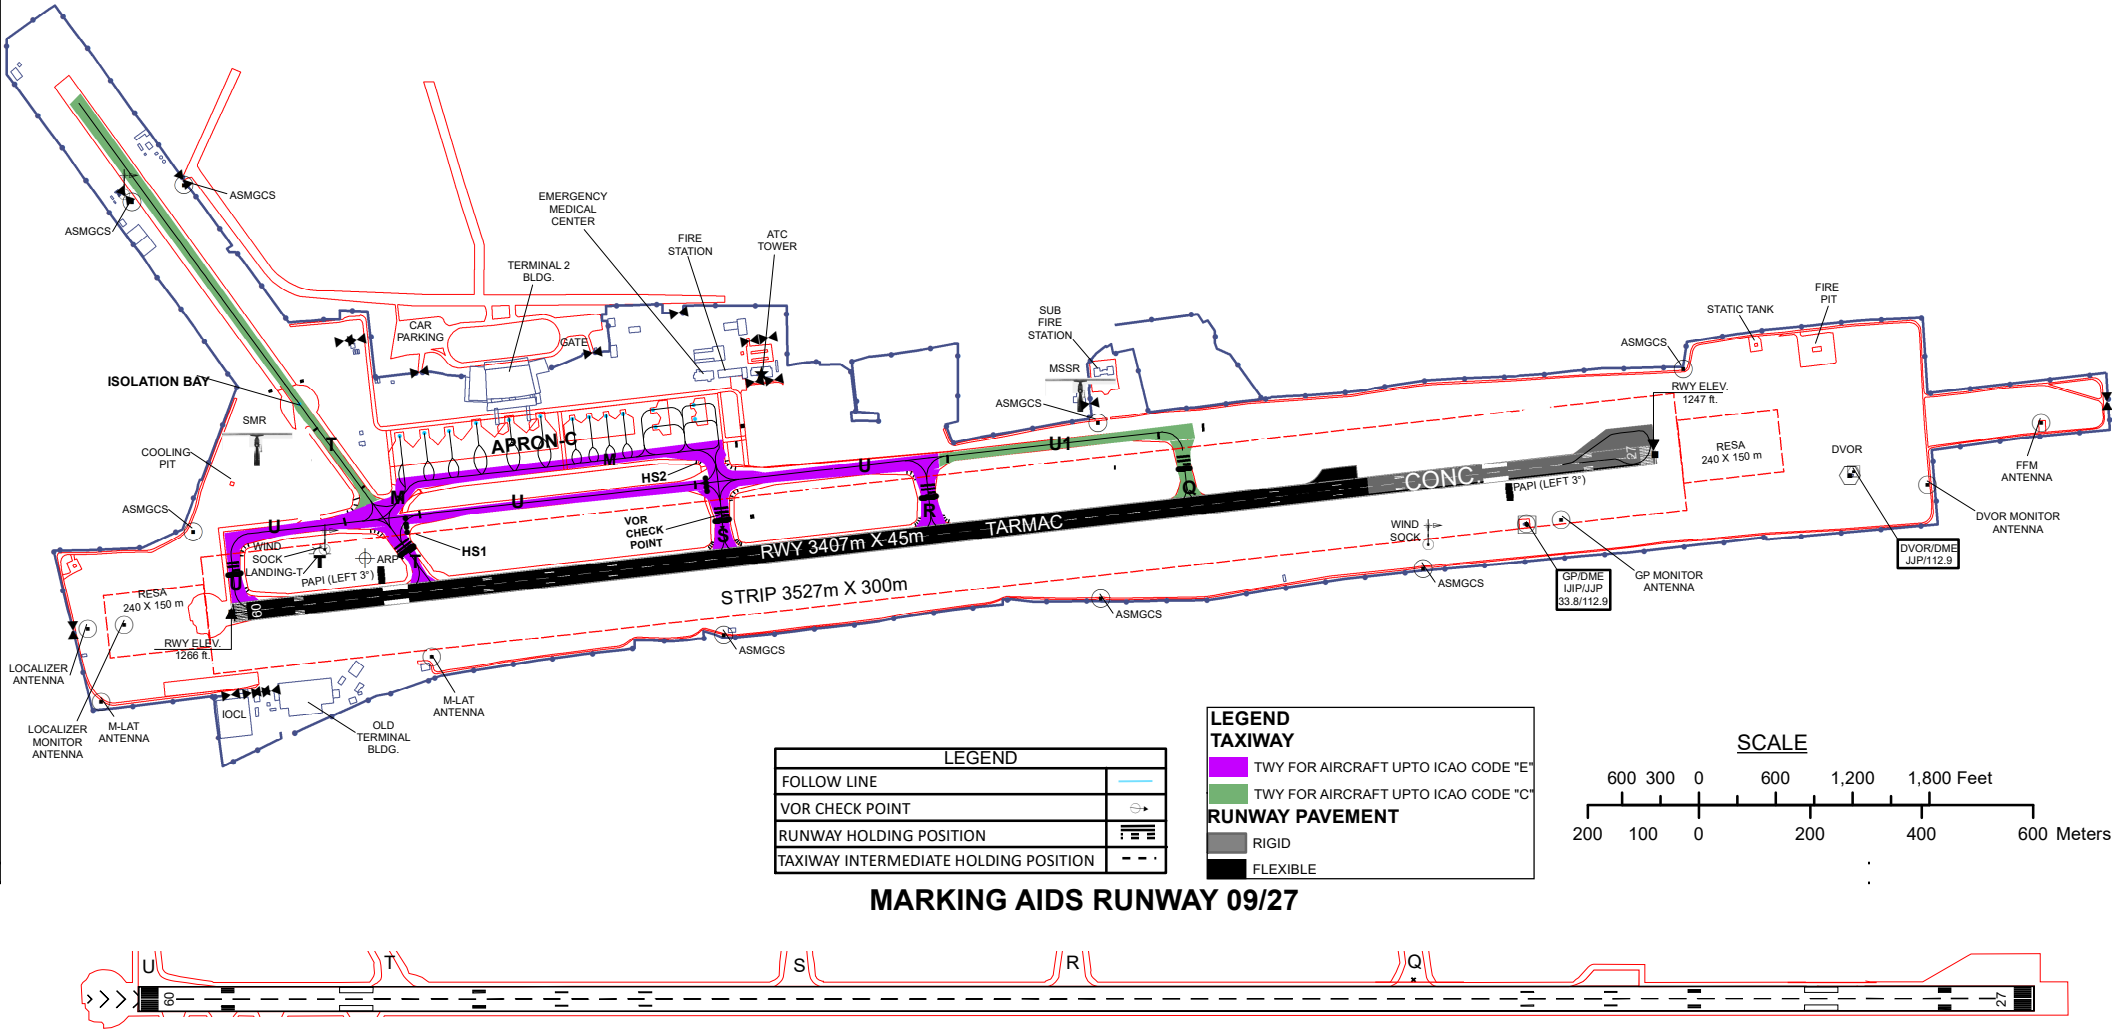 ASMGCS
ASMGCS
EMERGENCY
MEDICAL
CENTER
FIRE
STATION
ATC
TOWER
TERMINAL 2
BLDG.
CAR
PARKING
GATE
SUB
FIRE
STATION
MSSR
ASMGCS
STATIC TANK
FIRE
PIT
ASMGCS
RWY ELEV.
1247 ft.
ISOLATION BAY
SMR
COOLING
PIT
T
APRON-C
M
M
HS2
U
U
U
U1
Q
R
S
T
U
VOR
CHECK
POINT
HS1
ASMGCS
WIND
SOCK
LANDING-T
ARP
PAPI (LEFT 3°)
RWY 3407m X 45m
TARMAC
CONC.
27
09
PAPI (LEFT 3°)
RESA
240 X 150 m
DVOR
FFM
ANTENNA
DVOR MONITOR
ANTENNA
DVOR/DME
JJP/112.9
WIND
SOCK
GP/DME
IJIP/JJP
33.8/112.9
GP MONITOR
ANTENNA
ASMGCS
ASMGCS
ASMGCS
STRIP 3527m X 300m
RESA
240 X 150 m
RWY ELEV.
1266 ft.
LOCALIZER
ANTENNA
LOCALIZER
MONITOR
ANTENNA
M-LAT
ANTENNA
IOCL
OLD
TERMINAL
BLDG.
M-LAT
ANTENNA
LEGEND
FOLLOW LINE
VOR CHECK POINT
RUNWAY HOLDING POSITION
TAXIWAY INTERMEDIATE HOLDING POSITION
LEGEND
TAXIWAY
TWY FOR AIRCRAFT UPTO ICAO CODE "E"
TWY FOR AIRCRAFT UPTO ICAO CODE "C"
RUNWAY PAVEMENT
RIGID
FLEXIBLE
SCALE
600 300 0 600 1,200 1,800 Feet
200 100 0 200 400 600 Meters
MARKING AIDS RUNWAY 09/27
U T S R Q
09 27